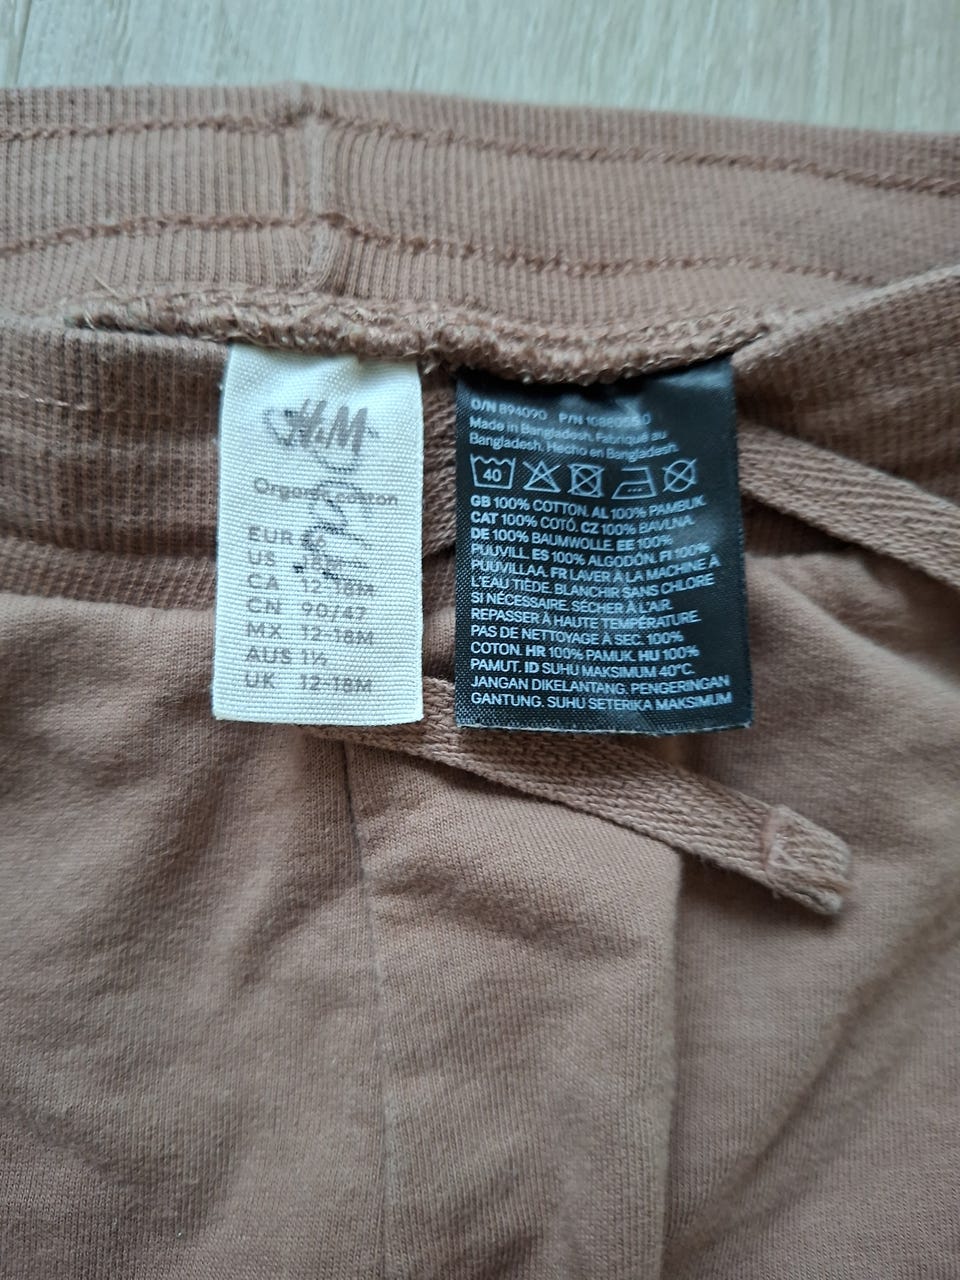 H&M
Organic cotton
EUR
US 18M
CA 12-18M
CN 90/47
MX 12-18M
AUS 1½
UK 12-18M
O/N 894090 P/N
Made in Bangladesh. Fabriqué au
Bangladesh. Hecho en Bangladesh.
40
GB 100% COTTON. AL 100% PAMBUK.
CAT 100% COTÓ. CZ 100% BAVLNA.
DE 100% BAUMWOLLE. EE 100%
PUUVILL. ES 100% ALGODÓN. FI 100%
PUUVILLAA. FR LAVER À LA MACHINE À
L'EAU TIÈDE. BLANCHIR SANS CHLORE
SI NÉCESSAIRE. SÉCHER À L'AIR.
REPASSER À HAUTE TEMPÉRATURE.
PAS DE NETTOYAGE À SEC. 100%
COTON. HR 100% PAMUK. HU 100%
PAMUT. ID SUHU MAKSIMUM 40°C.
JANGAN DIKELANTANG. PENGERINGAN
GANTUNG. SUHU SETERIKA MAKSIMUM